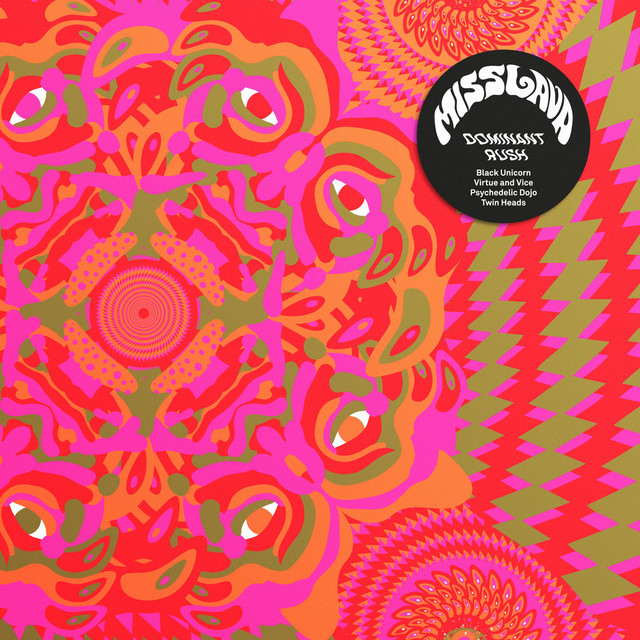 MISSLAVA
DOMINANT
RUSH
Black Unicorn
Virtue and Vice
Psychedelic Dojo
Twin Heads